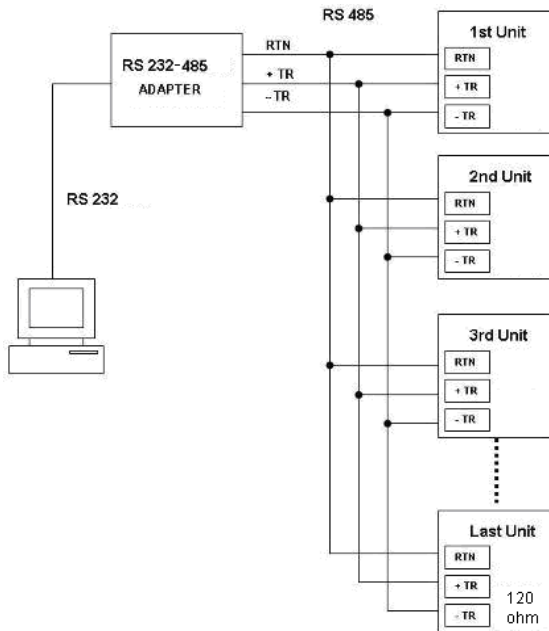 RS 485
1st Unit
RTN
RS 232-485
ADAPTER
+ TR
- TR
RTN
+ TR
- TR
RS 232
2nd Unit
RTN
+ TR
- TR
3rd Unit
RTN
+ TR
- TR
Last Unit
RTN
+ TR
- TR
120
ohm